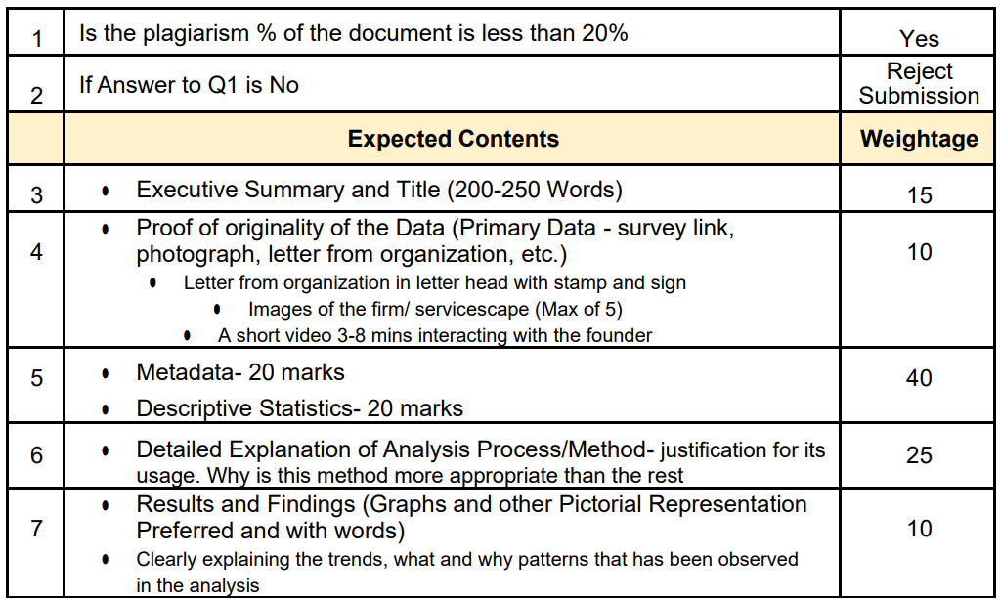 1 Is the plagiarism % of the document is less than 20% Yes
2 If Answer to Q1 is No Reject
Submission
Expected Contents Weightage
3 • Executive Summary and Title (200-250 Words) 15
4 • Proof of originality of the Data (Primary Data - survey link, 10
photograph, letter from organization, etc.)
• Letter from organization in letter head with stamp and sign
• Images of the firm/ servicescape (Max of 5)
• A short video 3-8 mins interacting with the founder
5 • Metadata- 20 marks 40
• Descriptive Statistics- 20 marks
6 • Detailed Explanation of Analysis Process/Method- justification for its 25
usage. Why is this method more appropriate than the rest
7 • Results and Findings (Graphs and other Pictorial Representation 10
Preferred and with words)
• Clearly explaining the trends, what and why patterns that has been observed
in the analysis